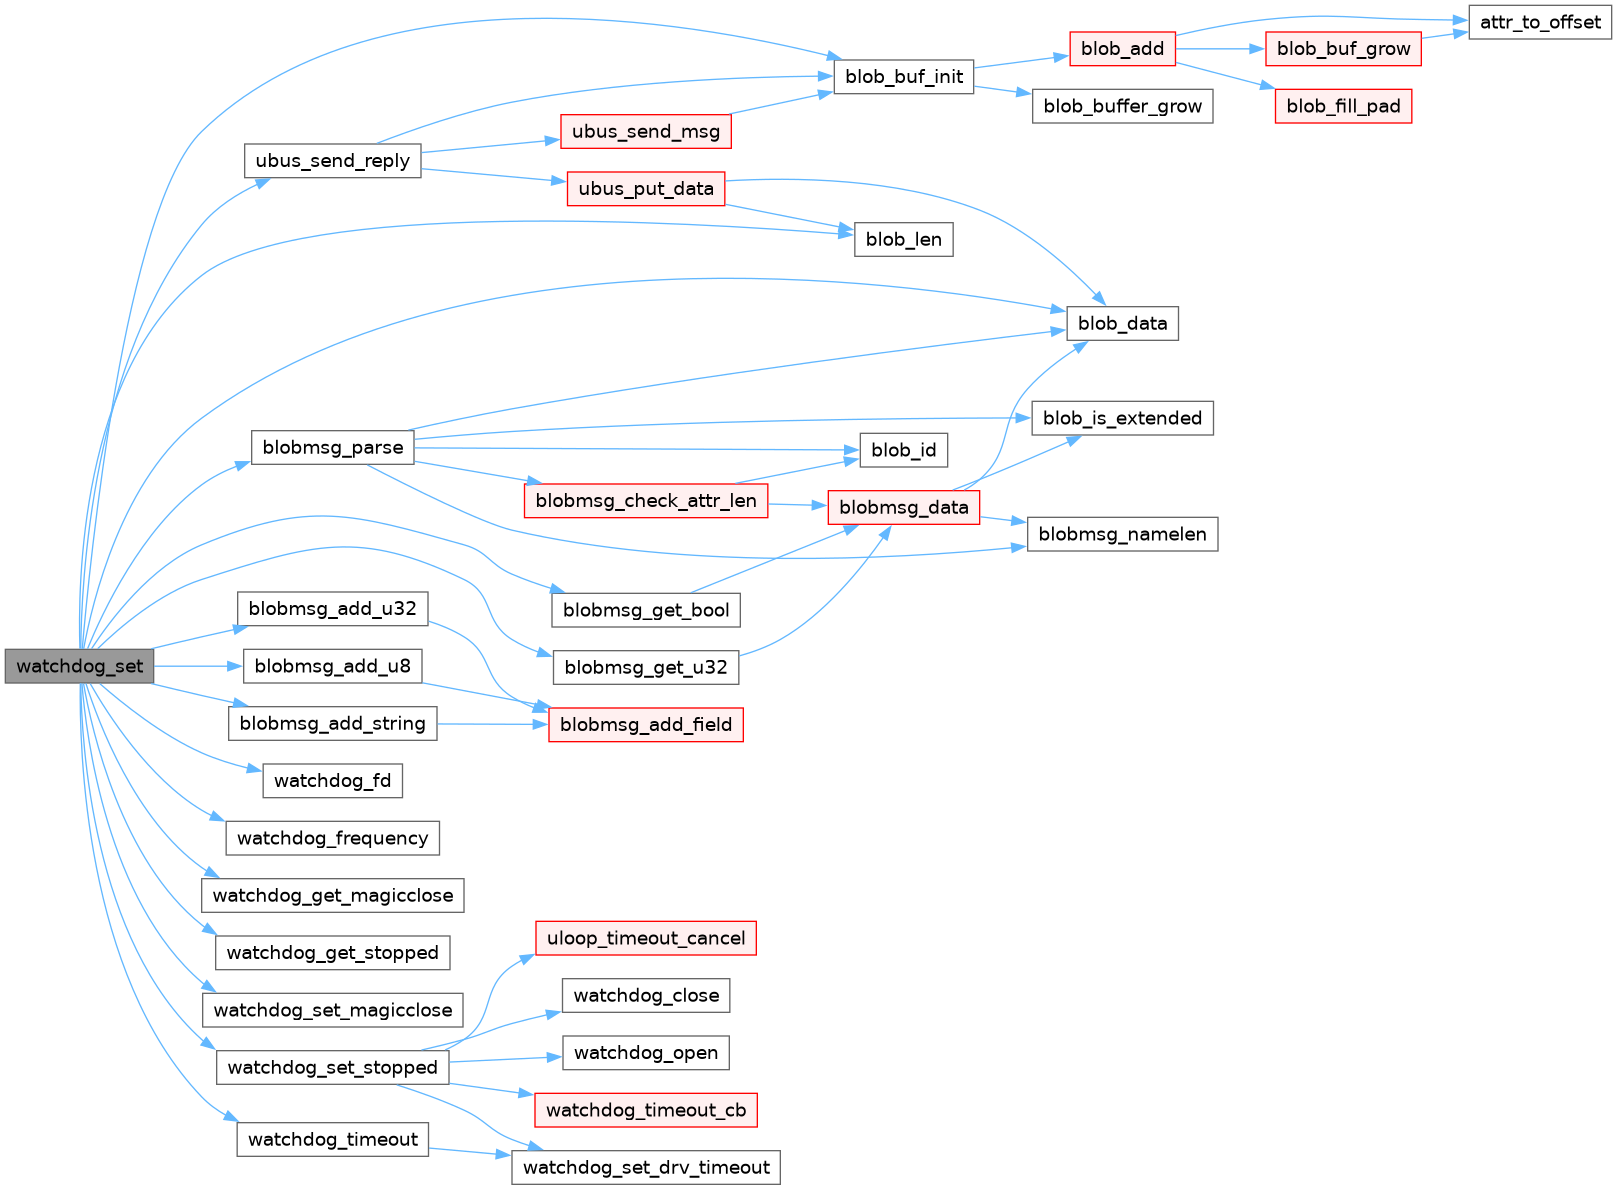 attr_to_offset
blob_add
blob_buf_grow
blob_buf_init
blob_buffer_grow
blob_fill_pad
ubus_send_msg
ubus_send_reply
ubus_put_data
blob_len
blob_data
blob_is_extended
blobmsg_parse
blob_id
blobmsg_check_attr_len
blobmsg_data
blobmsg_namelen
blobmsg_add_u32
blobmsg_get_bool
watchdog_set
blobmsg_add_u8
blobmsg_get_u32
blobmsg_add_string
blobmsg_add_field
watchdog_fd
watchdog_frequency
watchdog_get_magicclose
watchdog_get_stopped
uloop_timeout_cancel
watchdog_close
watchdog_set_magicclose
watchdog_open
watchdog_set_stopped
watchdog_timeout_cb
watchdog_timeout
watchdog_set_drv_timeout